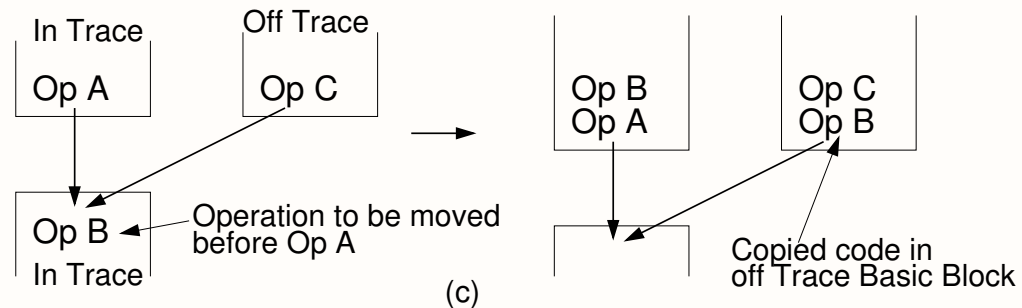 In Trace
Op A
Off Trace
Op C
Op B
In Trace
Operation to be moved
before Op A
(c)
Op B
Op A
Op C
Op B
Copied code in
off Trace Basic Block